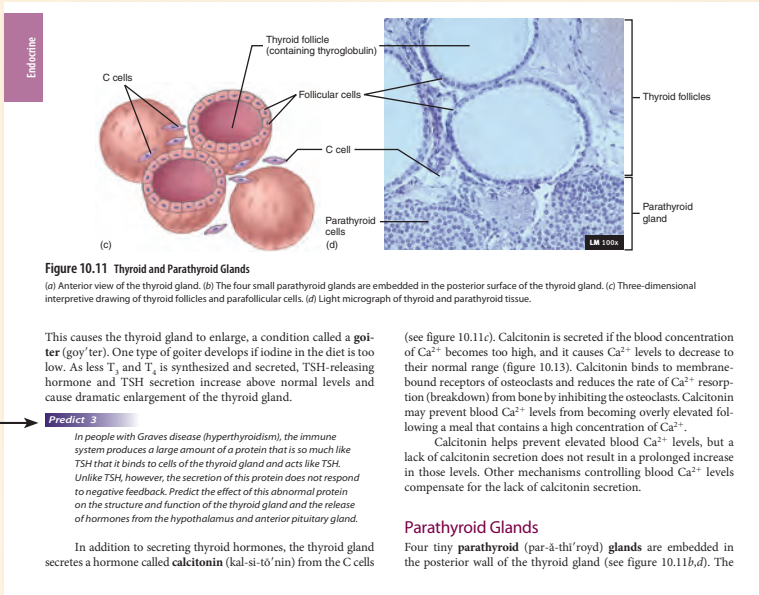 Endocrine
Thyroid follicle
(containing thyroglobulin)
C cells
Follicular cells
Thyroid follicles
C cell
Parathyroid
cells
Parathyroid
gland
(c)
(d)
LM 100x
Figure 10.11 Thyroid and Parathyroid Glands
(a) Anterior view of the thyroid gland. (b) The four small parathyroid glands are embedded in the posterior surface of the thyroid gland. (c) Three-dimensional
interpretive drawing of thyroid follicles and parafollicular cells. (d) Light micrograph of thyroid and parathyroid tissue.
This causes the thyroid gland to enlarge, a condition called a goi-
ter (goy′ter). One type of goiter develops if iodine in the diet is too
low. As less T3 and T4 is synthesized and secreted, TSH-releasing
hormone and TSH secretion increase above normal levels and
cause dramatic enlargement of the thyroid gland.
Predict 3
In people with Graves disease (hyperthyroidism), the immune
system produces a large amount of a protein that is so much like
TSH that it binds to cells of the thyroid gland and acts like TSH.
Unlike TSH, however, the secretion of this protein does not respond
to negative feedback. Predict the effect of this abnormal protein
on the structure and function of the thyroid gland and the release
of hormones from the hypothalamus and anterior pituitary gland.
In addition to secreting thyroid hormones, the thyroid gland
secretes a hormone called calcitonin (kal-si-tō′nin) from the C cells
(see figure 10.11c). Calcitonin is secreted if the blood concentration
of Ca2+ becomes too high, and it causes Ca2+ levels to decrease to
their normal range (figure 10.13). Calcitonin binds to membrane-
bound receptors of osteoclasts and reduces the rate of Ca2+ resorp-
tion (breakdown) from bone by inhibiting the osteoclasts. Calcitonin
may prevent blood Ca2+ levels from becoming overly elevated fol-
lowing a meal that contains a high concentration of Ca2+.
Calcitonin helps prevent elevated blood Ca2+ levels, but a
lack of calcitonin secretion does not result in a prolonged increase
in those levels. Other mechanisms controlling blood Ca2+ levels
compensate for the lack of calcitonin secretion.
Parathyroid Glands
Four tiny parathyroid (par-ă-thī′royd) glands are embedded in
the posterior wall of the thyroid gland (see figure 10.11b,d). The